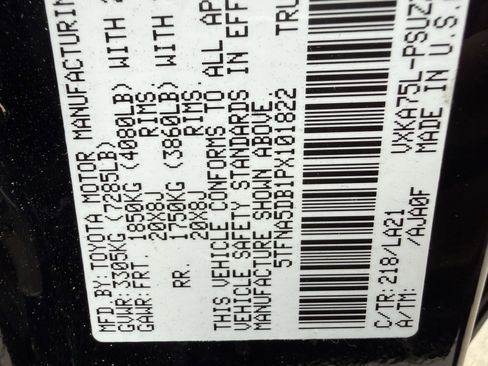 MFD BY: TOYOTA MOTOR MANUFACTURIN
GVWR: 3305KG (7285LB)
GAWR: FRT. 1850KG (4080LB) WITH
20X8J RIMS,
RR. 1750KG (3860LB) WITH
20X8J RIMS,
THIS VEHICLE CONFORMS TO ALL AP
VEHICLE SAFETY STANDARDS IN EFF
MANUFACTURE SHOWN ABOVE.
5TFNA5DB1PX101822 TRU
C/TR: 218/LA21 VXKA75L-PSUZ
A/TM: /AJA0F MADE IN U.S.